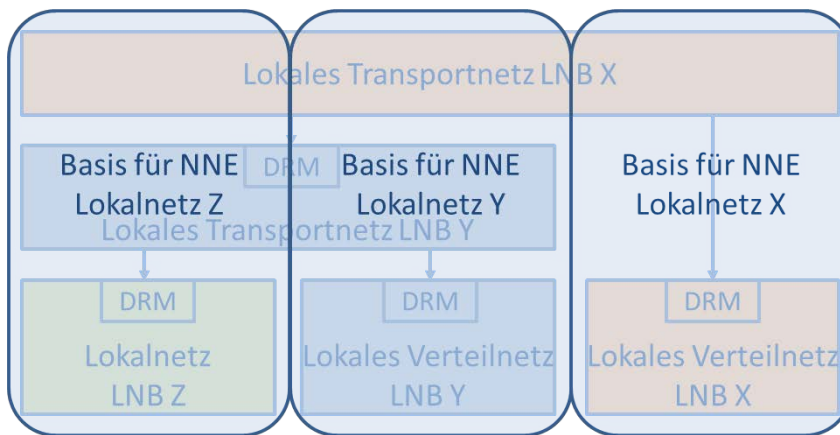 Lokales Transportnetz LNB X
Basis für NNE
Lokalnetz Z
DRM
Basis für NNE
Lokalnetz Y
Basis für NNE
Lokalnetz X
Lokales Transportnetz LNB Y
DRM
DRM
DRM
Lokalnetz
LNB Z
Lokales Verteilnetz
LNB Y
Lokales Verteilnetz
LNB X